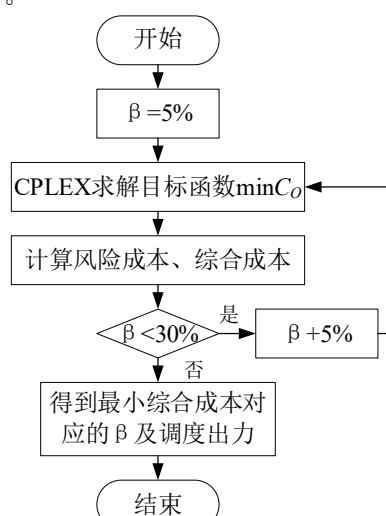 。
开始
β=5%
CPLEX求解目标函数minC_O
计算风险成本、综合成本
β<30%
是
β+5%
否
得到最小综合成本对
应的β及调度出力
结束